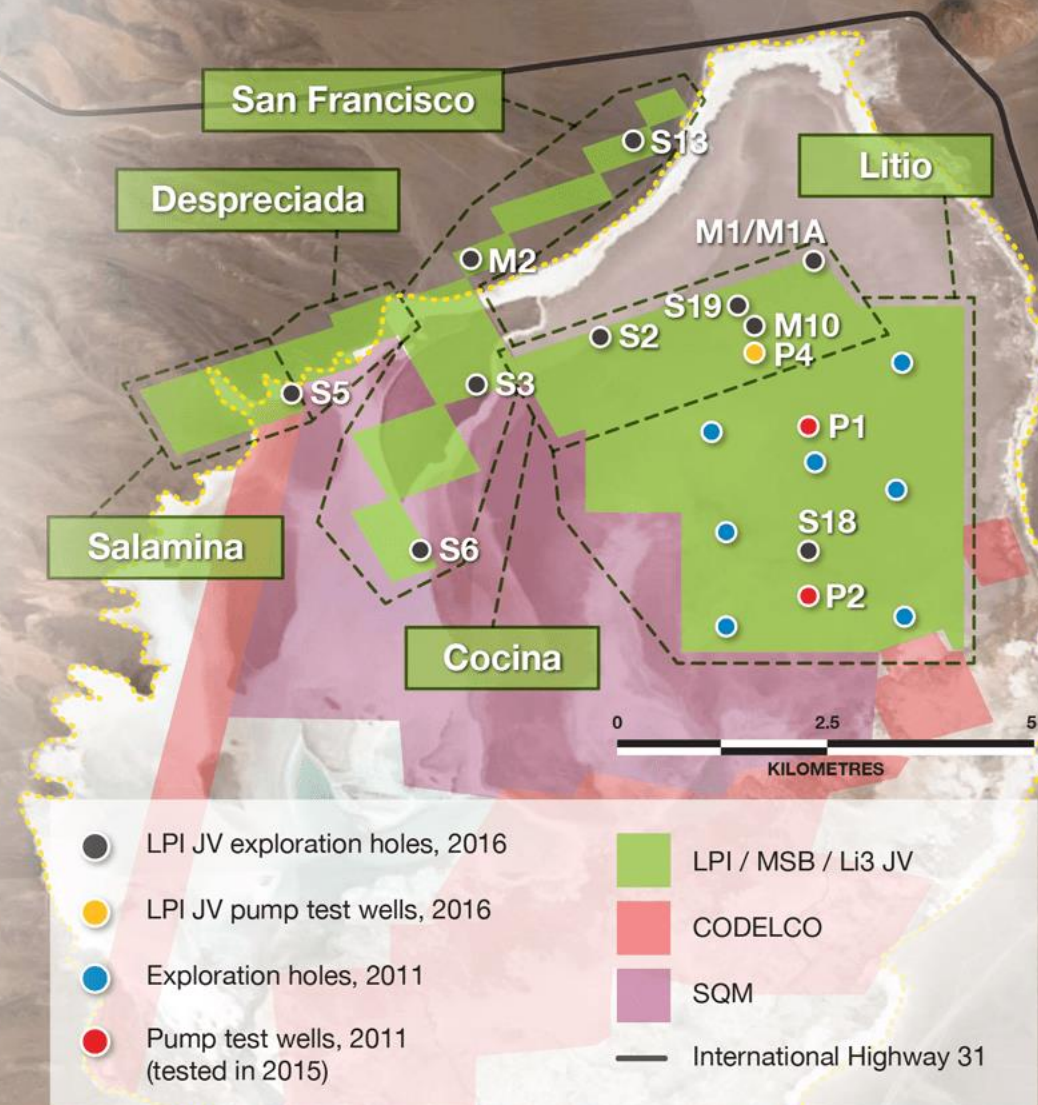 San Francisco
S13
Litio
Despreciada
M1/M1A
M2
S19
M10
S2
P4
S5
S3
P1
S18
Salamina
S6
P2
Cocina
0 2.5 5
KILOMETRES
LPI JV exploration holes, 2016
LPI JV pump test wells, 2016
Exploration holes, 2011
Pump test wells, 2011
(tested in 2015)
LPI / MSB / Li3 JV
CODELCO
SQM
International Highway 31